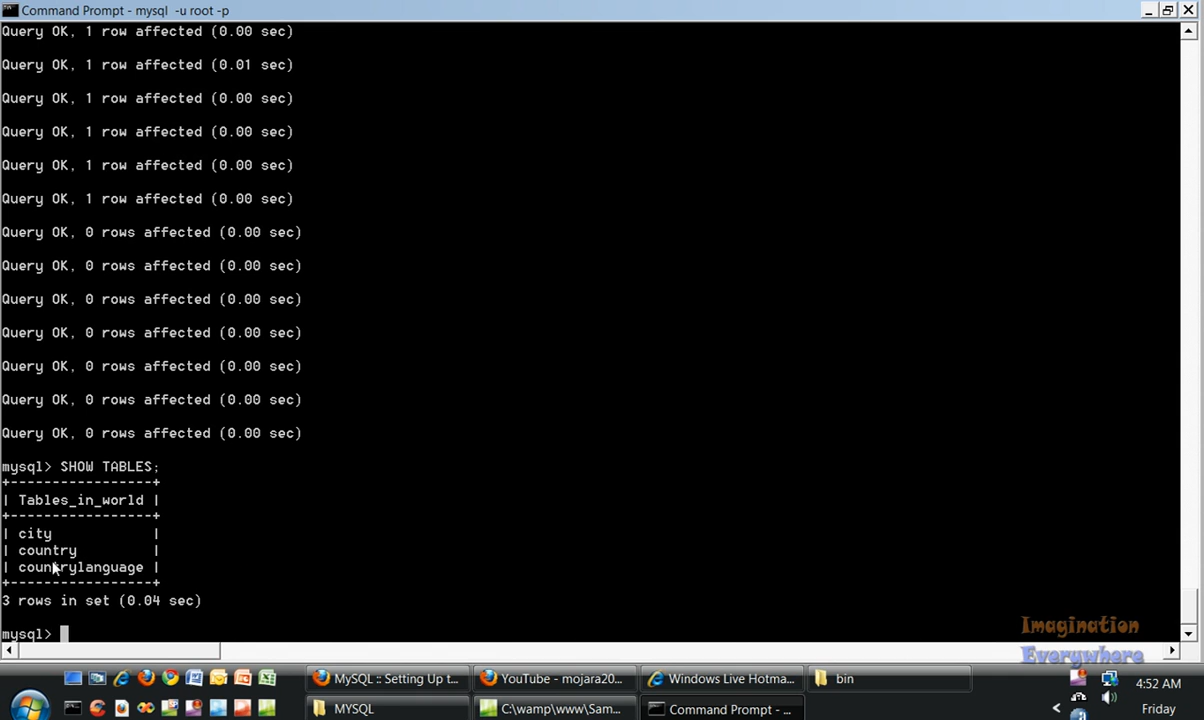 Command Prompt - mysql -u root -p
Query OK, 1 row affected (0.00 sec)
Query OK, 1 row affected (0.01 sec)
Query OK, 1 row affected (0.00 sec)
Query OK, 1 row affected (0.00 sec)
Query OK, 1 row affected (0.00 sec)
Query OK, 1 row affected (0.00 sec)
Query OK, 0 rows affected (0.00 sec)
Query OK, 0 rows affected (0.00 sec)
Query OK, 0 rows affected (0.00 sec)
Query OK, 0 rows affected (0.00 sec)
Query OK, 0 rows affected (0.00 sec)
Query OK, 0 rows affected (0.00 sec)
Query OK, 0 rows affected (0.00 sec)
mysql> SHOW TABLES;
+-----------------+
| Tables_in_world |
+-----------------+
| city            |
| country         |
| countrylanguage |
+-----------------+
3 rows in set (0.04 sec)
mysql>
Imagination
Everywhere
MySQL :: Setting Up t... YouTube - mojara20... Windows Live Hotma... bin 4:52 AM
MYSQL C:\wamp\www\Sam... Command Prompt - ... Friday